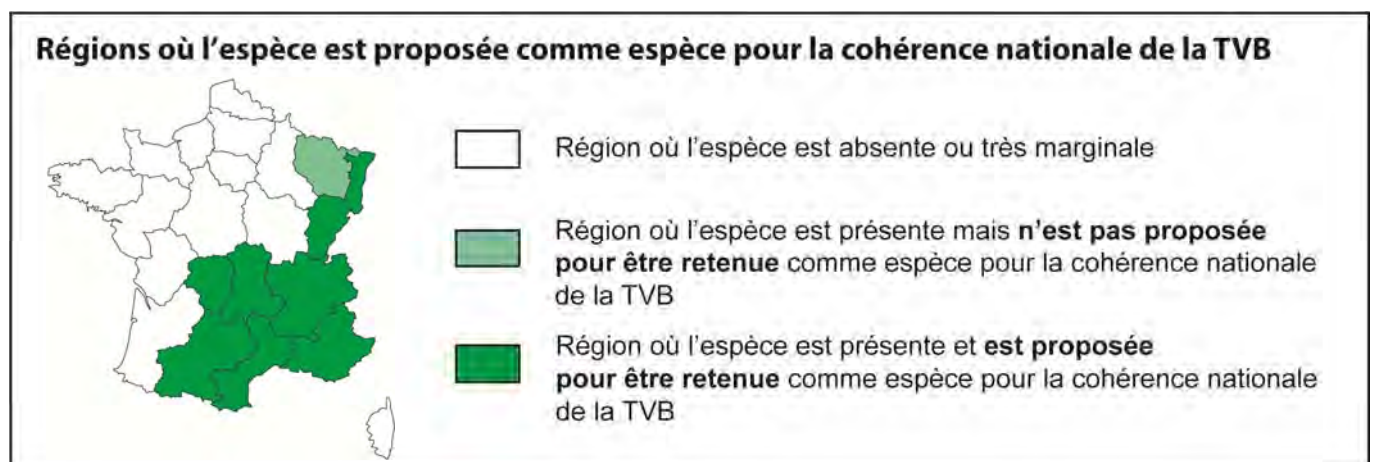 Régions où l'espèce est proposée comme espèce pour la cohérence nationale de la TVB
Région où l'espèce est absente ou très marginale
Région où l'espèce est présente mais n'est pas proposée
pour être retenue comme espèce pour la cohérence nationale
de la TVB
Région où l'espèce est présente et est proposée
pour être retenue comme espèce pour la cohérence nationale
de la TVB